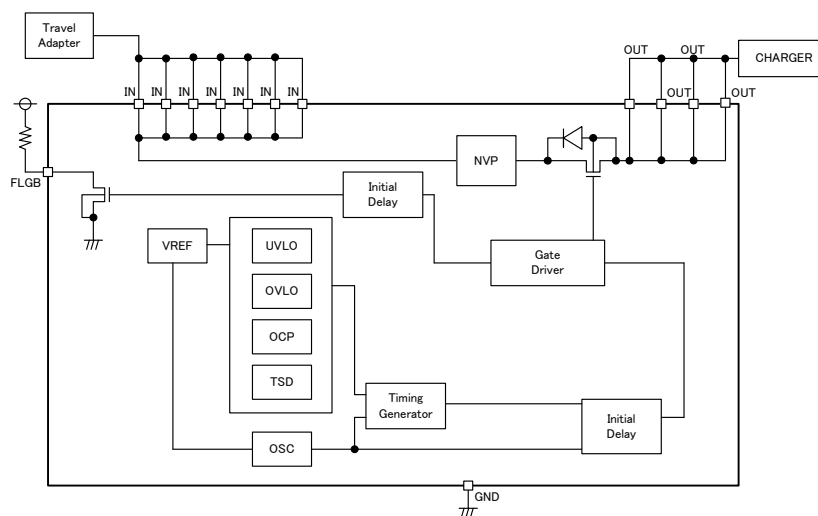 Travel
Adapter
OUT
OUT
CHARGER
IN
IN
IN
IN
IN
IN
IN
OUT
OUT
NVP
FLGB
Initial
Delay
VREF
UVLO
Gate
Driver
OVLO
OCP
TSD
Timing
Generator
Initial
Delay
OSC
GND